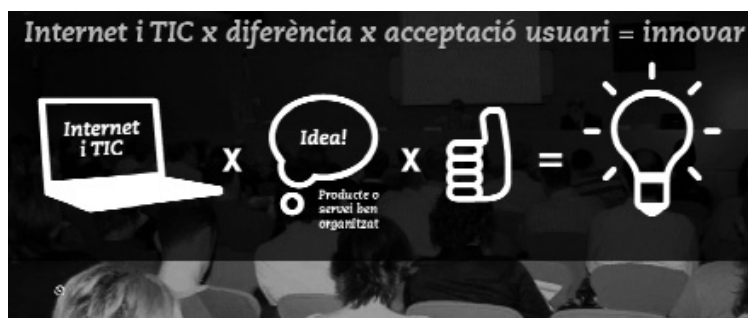 Internet i TIC x diferència x acceptació usuari = innovar
Internet
i TIC
x
Idea!
Producte o
servei ben
organitzat
x
=